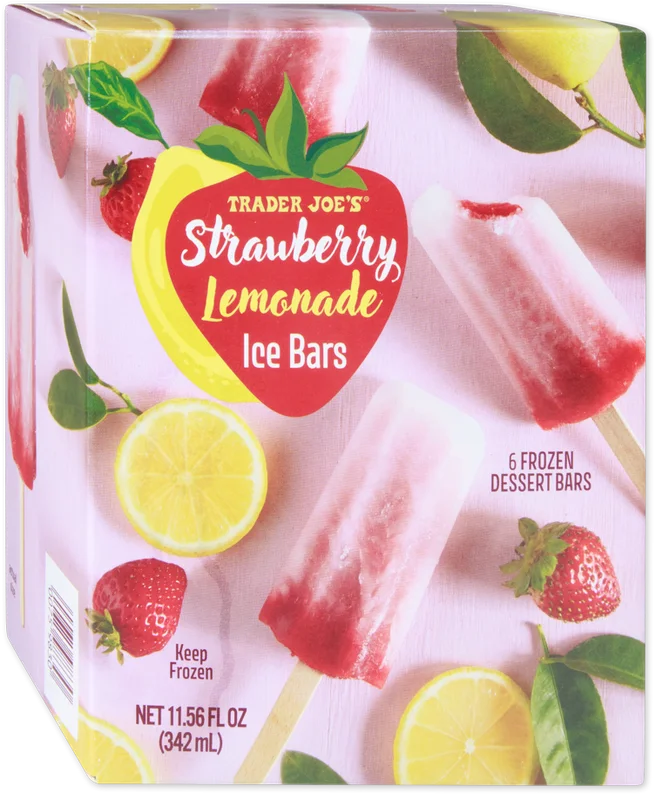 TRADER JOE'S®
Strawberry
Lemonade
Ice Bars
6 FROZEN
DESSERT BARS
Keep
Frozen
NET 11.56 FL OZ
(342 mL)